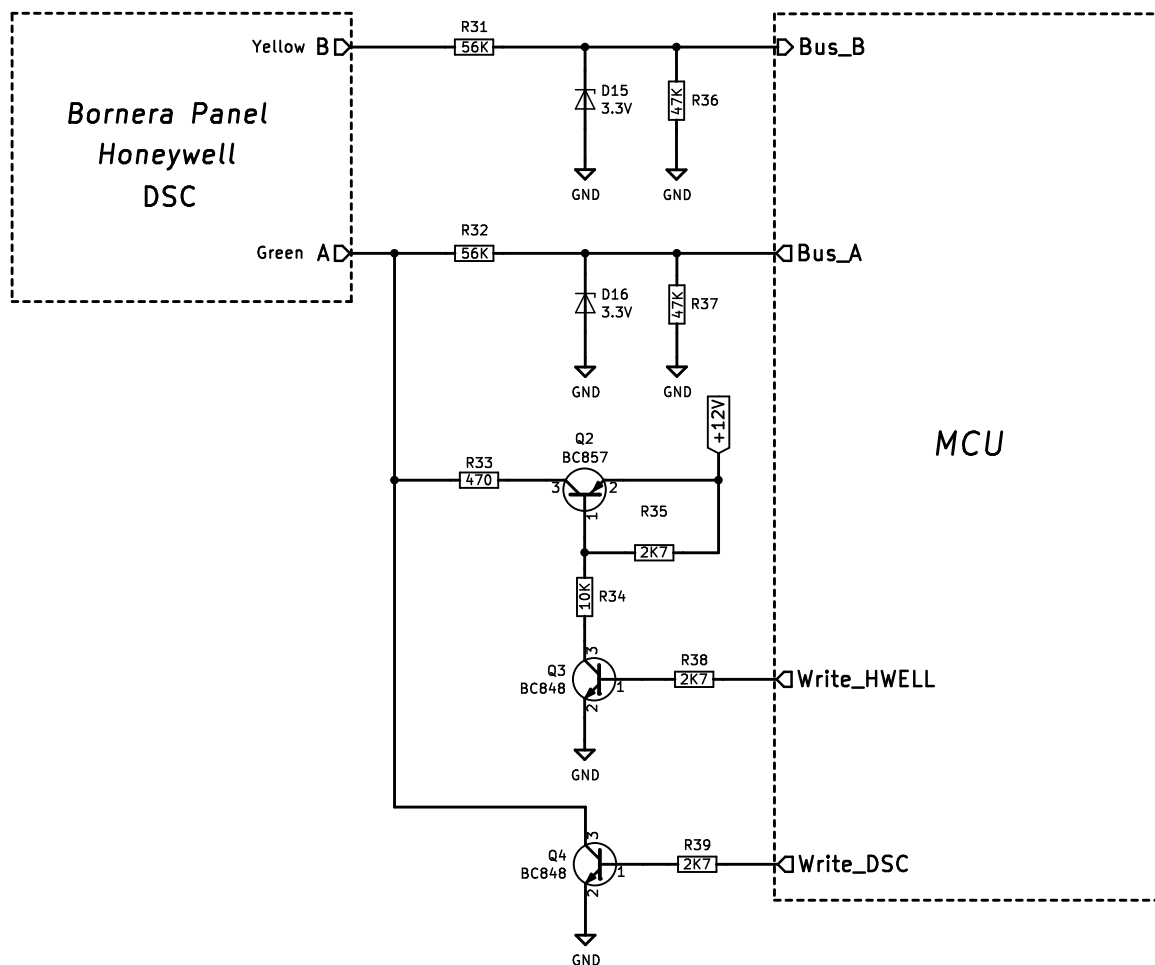 R31
Yellow B
56K
Bus_B
D15
3.3V
47K
R36
Bornera Panel
Honeywell
DSC
GND
GND
R32
Green A
56K
Bus_A
D16
3.3V
47K
R37
GND
GND
+12V
Q2
BC857
MCU
R33
470
3
2
1
R35
2K7
10K
R34
3
Q3
BC848
1
2
R38
2K7
Write_HWELL
GND
3
Q4
BC848
1
2
R39
2K7
Write_DSC
GND